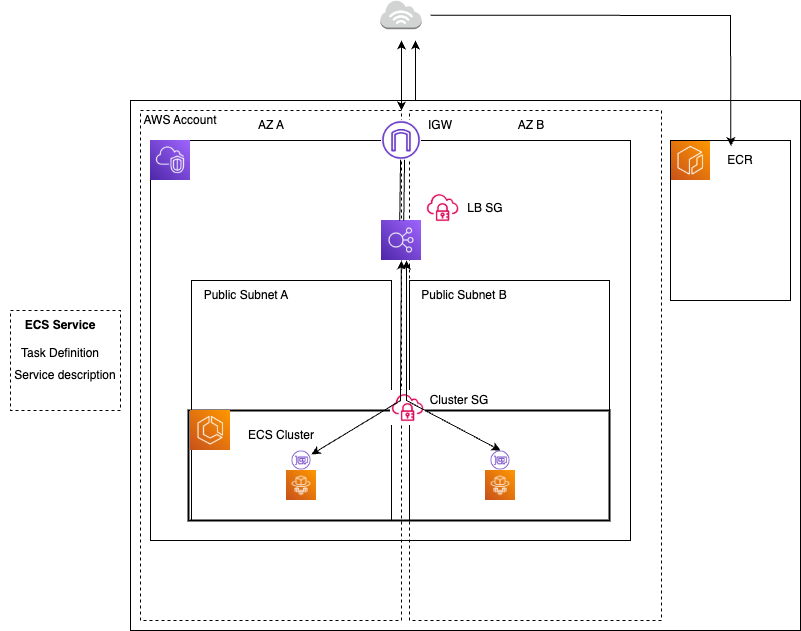 AWS Account
AZ A
IGW
AZ B
ECR
LB SG
Public Subnet A
Public Subnet B
ECS Service
Task Definition
Service description
Cluster SG
ECS Cluster